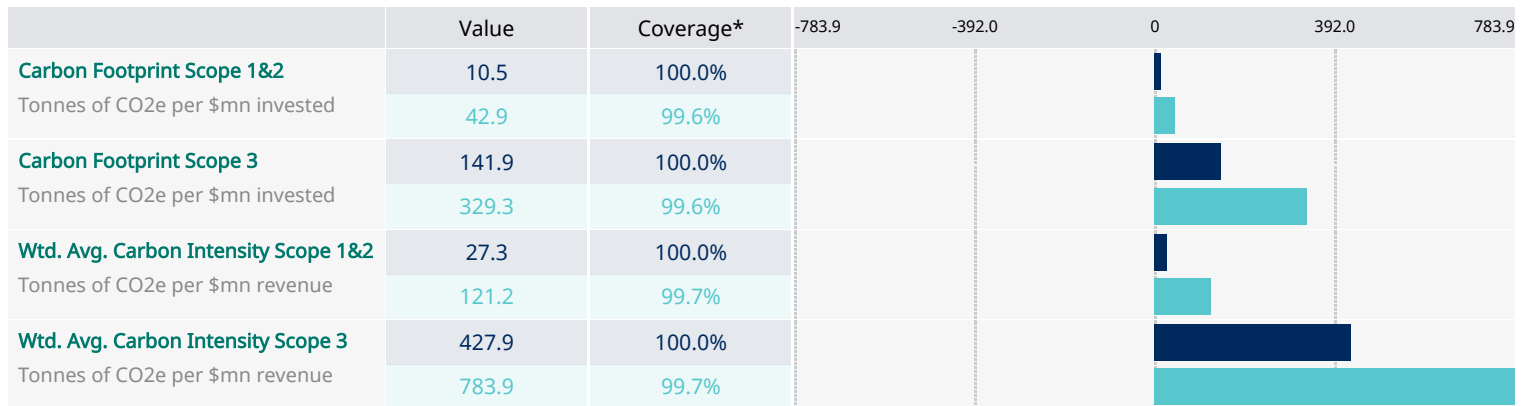 Value Coverage* -783.9 -392.0 0 392.0 783.9
Carbon Footprint Scope 1&2 10.5 100.0%
Tonnes of CO2e per $mn invested 42.9 99.6%
Carbon Footprint Scope 3 141.9 100.0%
Tonnes of CO2e per $mn invested 329.3 99.6%
Wtd. Avg. Carbon Intensity Scope 1&2 27.3 100.0%
Tonnes of CO2e per $mn revenue 121.2 99.7%
Wtd. Avg. Carbon Intensity Scope 3 427.9 100.0%
Tonnes of CO2e per $mn revenue 783.9 99.7%